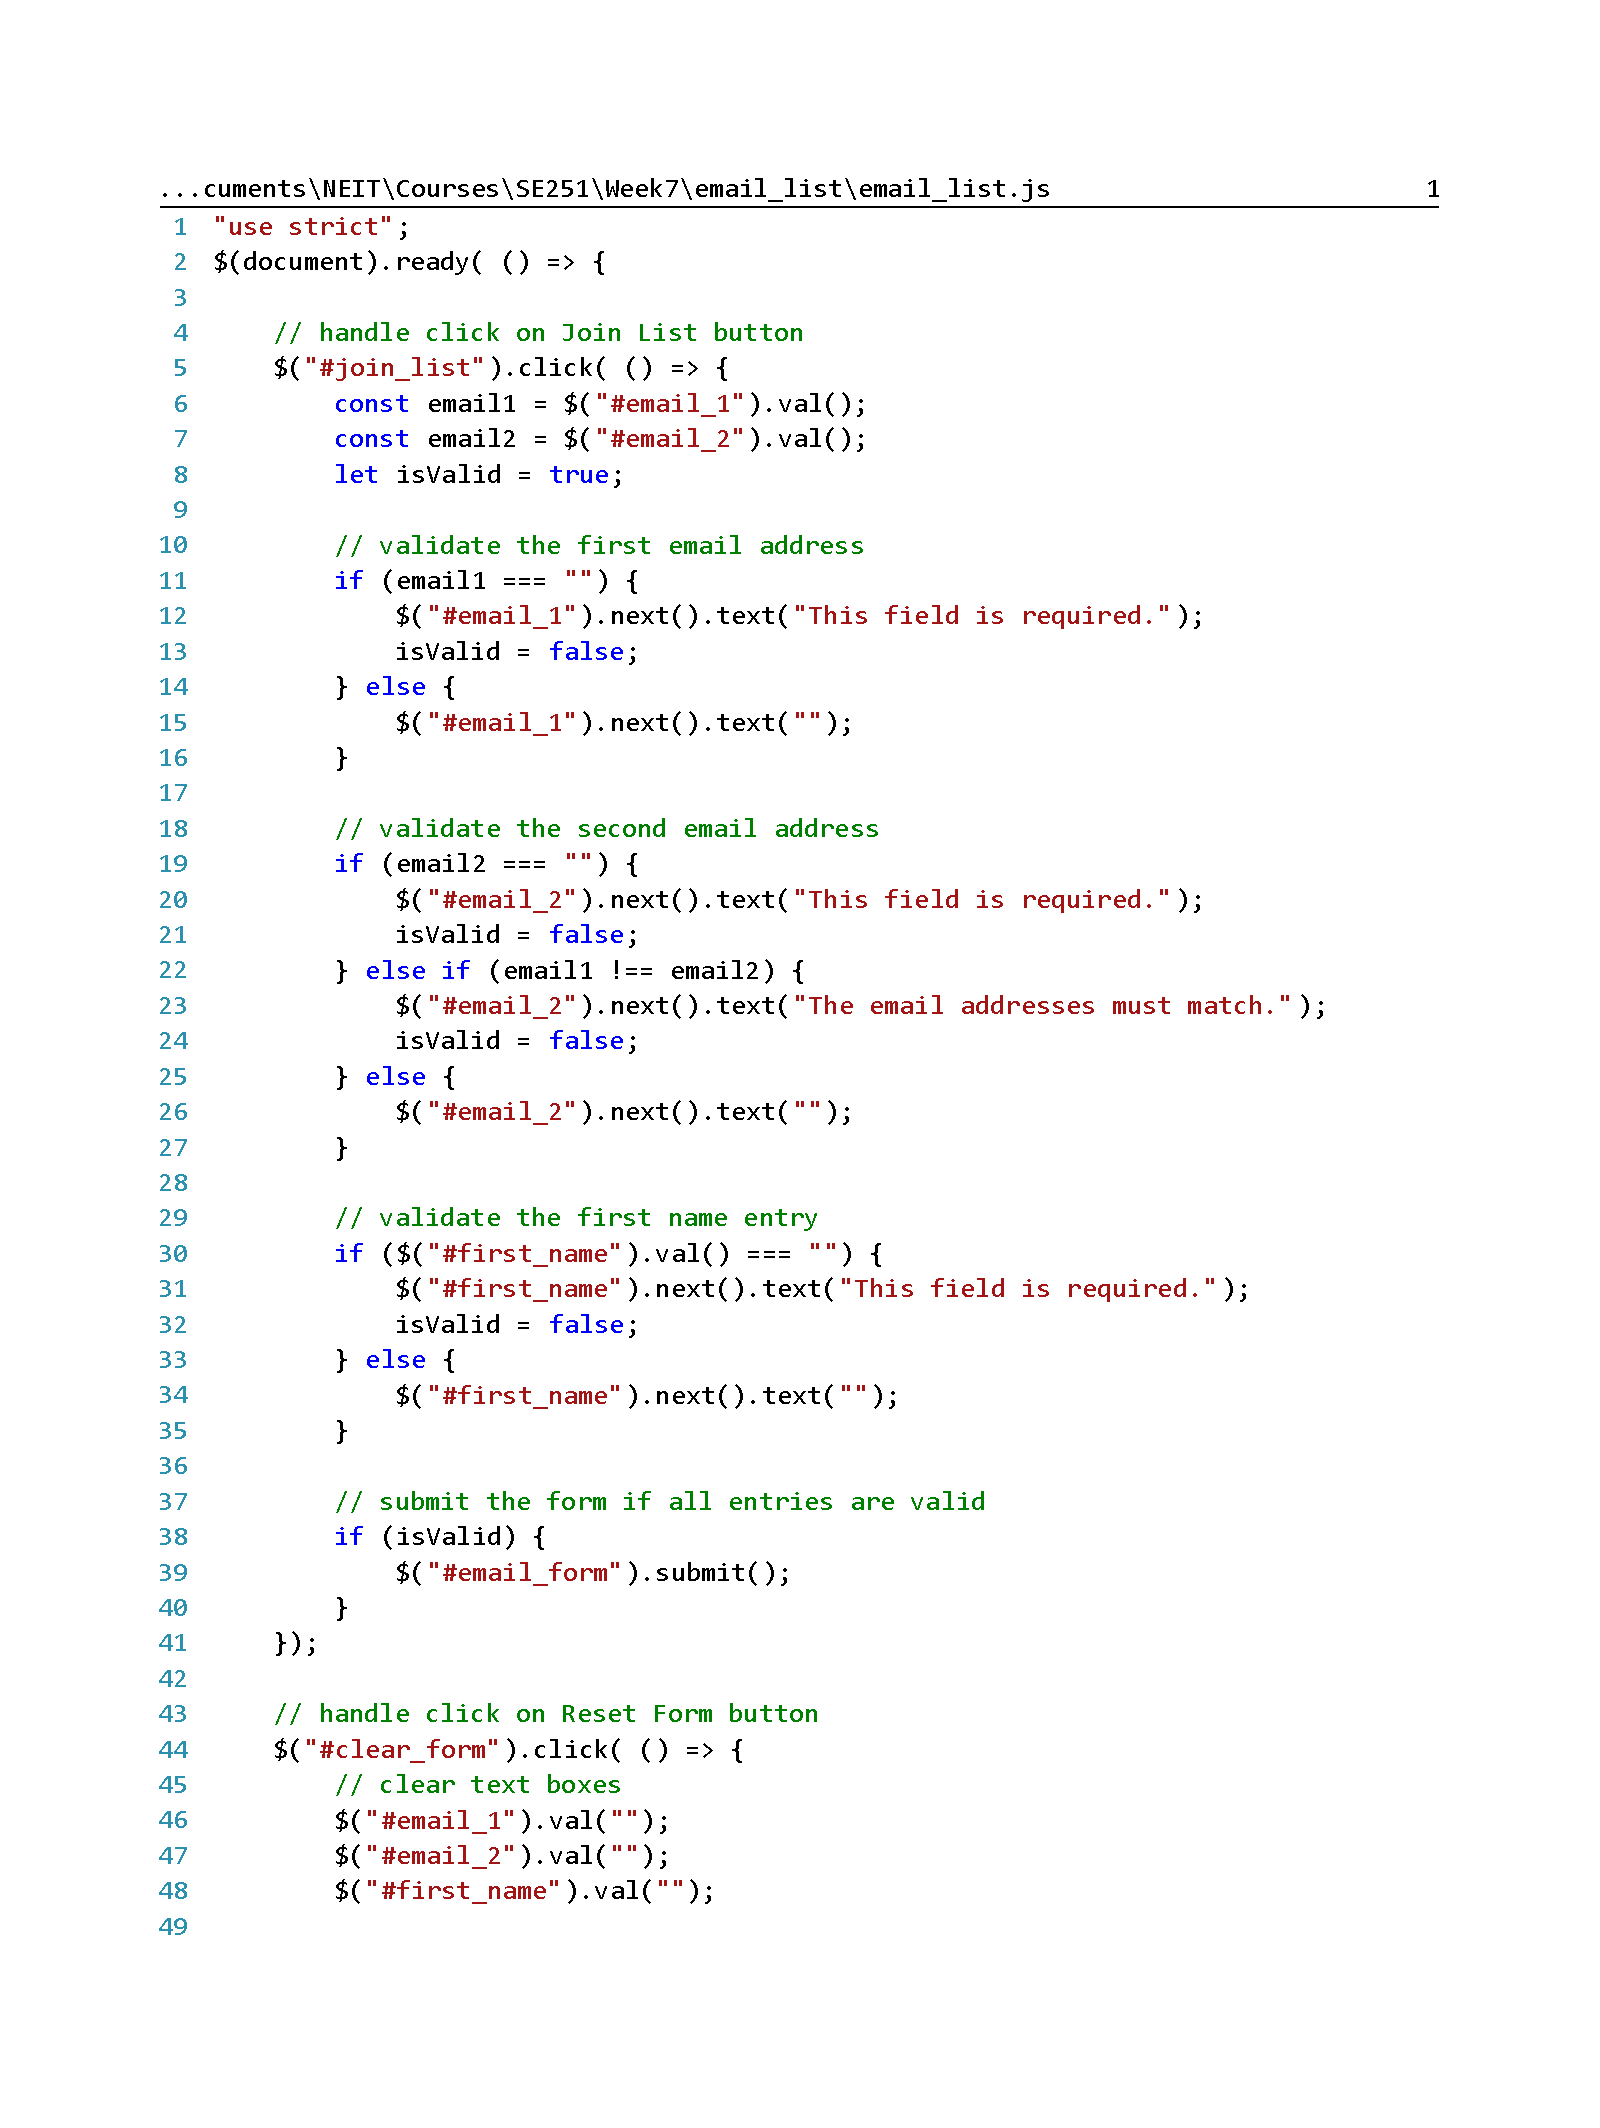 ...cuments\NEIT\Courses\SE251\Week7\email_list\email_list.js 1
1 "use strict";
2 $(document).ready( () => {
3
4     // handle click on Join List button
5     $("#join_list").click( () => {
6         const email1 = $("#email_1").val();
7         const email2 = $("#email_2").val();
8         let isValid = true;
9
10         // validate the first email address
11         if (email1 === "") {
12             $("#email_1").next().text("This field is required.");
13             isValid = false;
14         } else {
15             $("#email_1").next().text("");
16         }
17
18         // validate the second email address
19         if (email2 === "") {
20             $("#email_2").next().text("This field is required.");
21             isValid = false;
22         } else if (email1 !== email2) {
23             $("#email_2").next().text("The email addresses must match.");
24             isValid = false;
25         } else {
26             $("#email_2").next().text("");
27         }
28
29         // validate the first name entry
30         if ($("#first_name").val() === "") {
31             $("#first_name").next().text("This field is required.");
32             isValid = false;
33         } else {
34             $("#first_name").next().text("");
35         }
36
37         // submit the form if all entries are valid
38         if (isValid) {
39             $("#email_form").submit();
40         }
41     });
42
43     // handle click on Reset Form button
44     $("#clear_form").click( () => {
45         // clear text boxes
46         $("#email_1").val("");
47         $("#email_2").val("");
48         $("#first_name").val("");
49